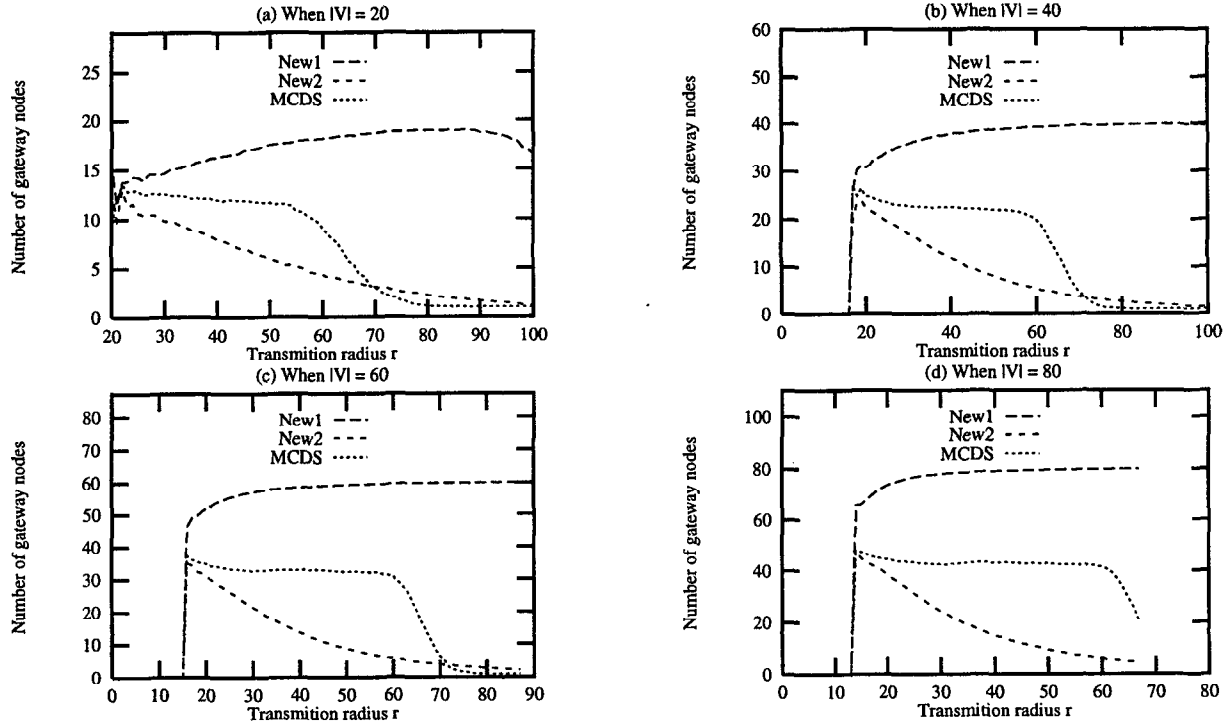 (a) When |V| = 20
Number of gateway nodes
New1
New2
MCDS
25
20
15
10
5
0
20 30 40 50 60 70 80 90 100
Transmition radius r
(b) When |V| = 40
Number of gateway nodes
New1
New2
MCDS
60
50
40
30
20
10
0
0 20 40 60 80 100
Transmition radius r
(c) When |V| = 60
Number of gateway nodes
New1
New2
MCDS
80
70
60
50
40
30
20
10
0
0 10 20 30 40 50 60 70 80 90
Transmition radius r
(d) When |V| = 80
Number of gateway nodes
New1
New2
MCDS
100
80
60
40
20
0
0 10 20 30 40 50 60 70 80
Transmition radius r